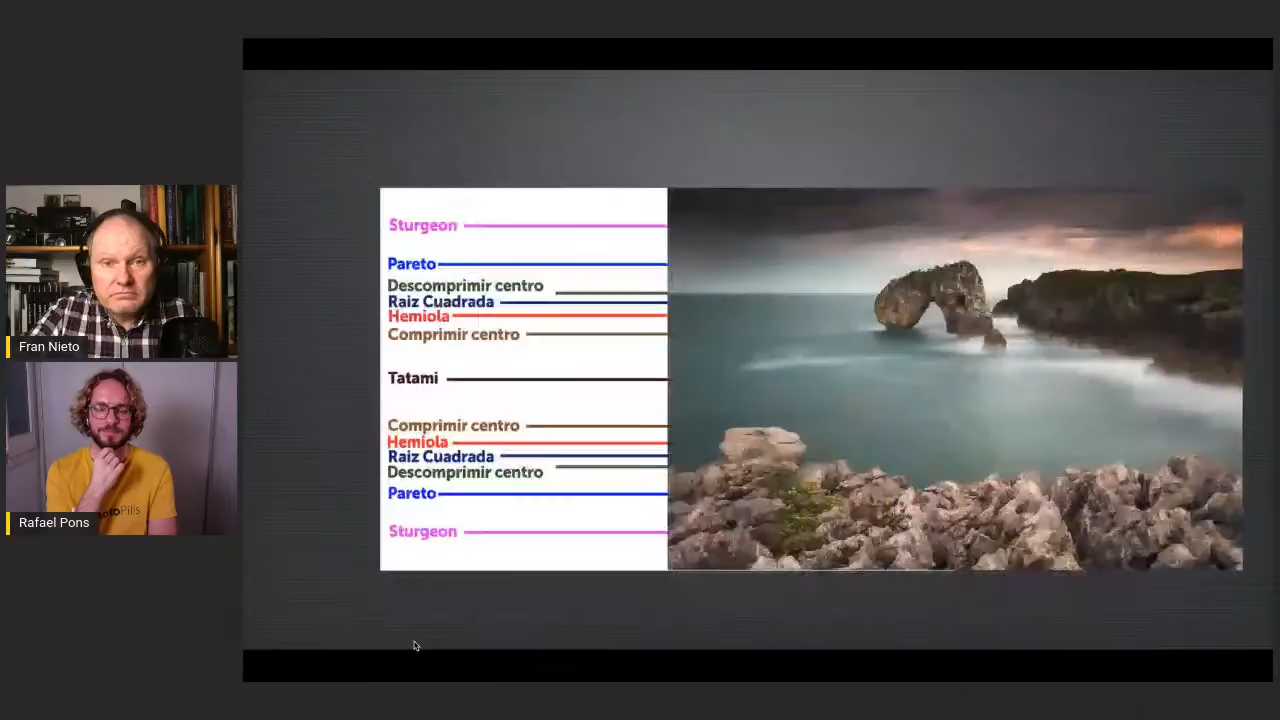 Sturgeon
Pareto
Descomprimir centro
Raiz Cuadrada
Hemiola
Comprimir centro
Tatami
Comprimir centro
Hemiola
Raiz Cuadrada
Descomprimir centro
Pareto
Sturgeon
Fran Nieto
otoPills
Rafael Pons